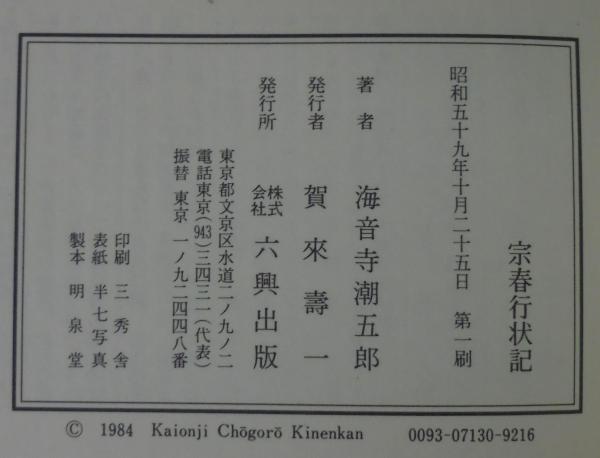 宗春行状記
昭和五十九年十月二十五日 第一刷
著者 海音寺潮五郎
発行者 賀來壽一
発行所 株式会社 六興出版
東京都文京区水道二ノ九ノ二
電話東京(943)三四三一(代表)
振替 東京 一ノ九二四四八番
印刷 三秀舎
表紙 半七写真
製本 明泉堂
© 1984 Kaionji Chōgorō Kinenkan 0093-07130-9216